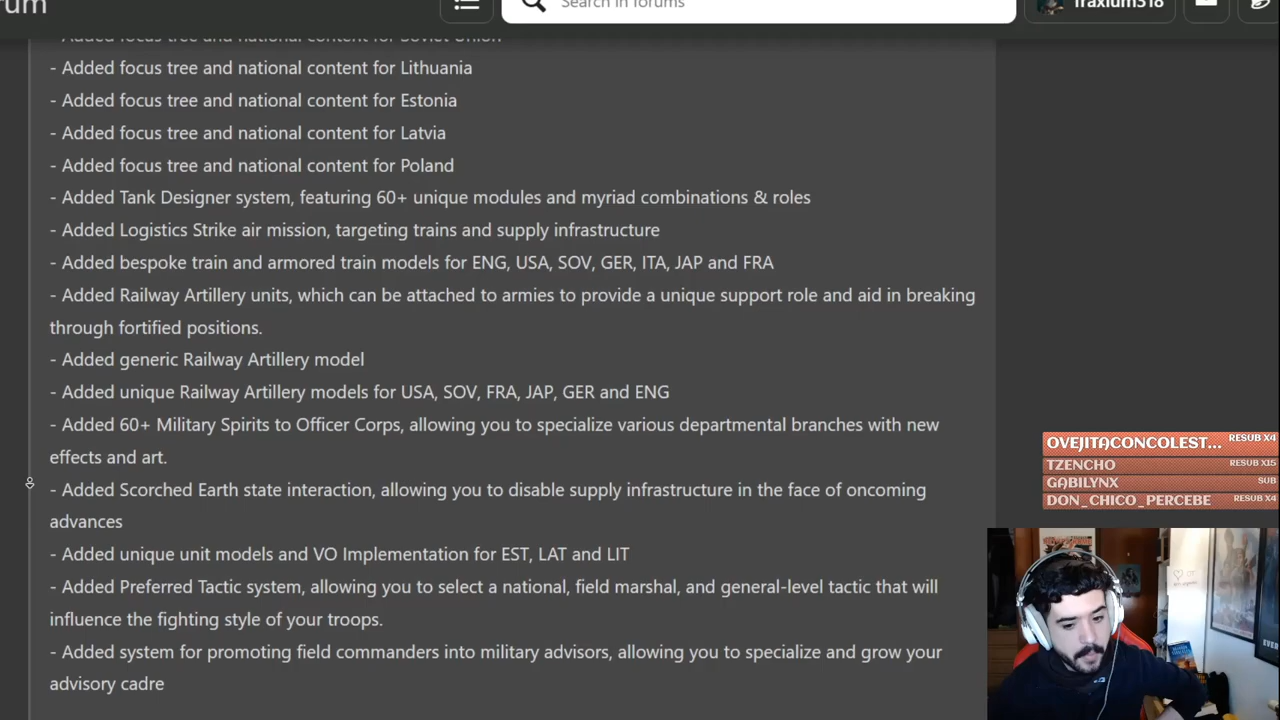 rum
Search in forums
fraxium318
- Added focus tree and national content for Soviet Union
- Added focus tree and national content for Lithuania
- Added focus tree and national content for Estonia
- Added focus tree and national content for Latvia
- Added focus tree and national content for Poland
- Added Tank Designer system, featuring 60+ unique modules and myriad combinations & roles
- Added Logistics Strike air mission, targeting trains and supply infrastructure
- Added bespoke train and armored train models for ENG, USA, SOV, GER, ITA, JAP and FRA
- Added Railway Artillery units, which can be attached to armies to provide a unique support role and aid in breaking
through fortified positions.
- Added generic Railway Artillery model
- Added unique Railway Artillery models for USA, SOV, FRA, JAP, GER and ENG
- Added 60+ Military Spirits to Officer Corps, allowing you to specialize various departmental branches with new
effects and art.
- Added Scorched Earth state interaction, allowing you to disable supply infrastructure in the face of oncoming
advances
- Added unique unit models and VO Implementation for EST, LAT and LIT
- Added Preferred Tactic system, allowing you to select a national, field marshal, and general-level tactic that will
influence the fighting style of your troops.
- Added system for promoting field commanders into military advisors, allowing you to specialize and grow your
advisory cadre
OVEJITACONCOLEST... RESUB X4
TZENCHO RESUB X15
GABILYNX SUB
DON_CHICO_PERCEBE RESUB X4